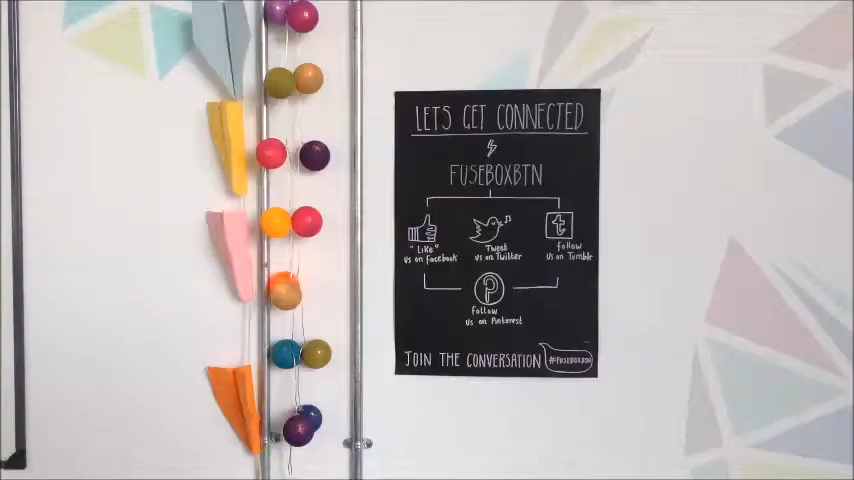 LETS GET CONNECTED
FUSEBOXBTN
"LIKE" us on facebook
Tweet us on Twitter
follow us on Tumblr
follow us on Pinterest
JOIN THE CONVERSATION #FUSEBOXBTN